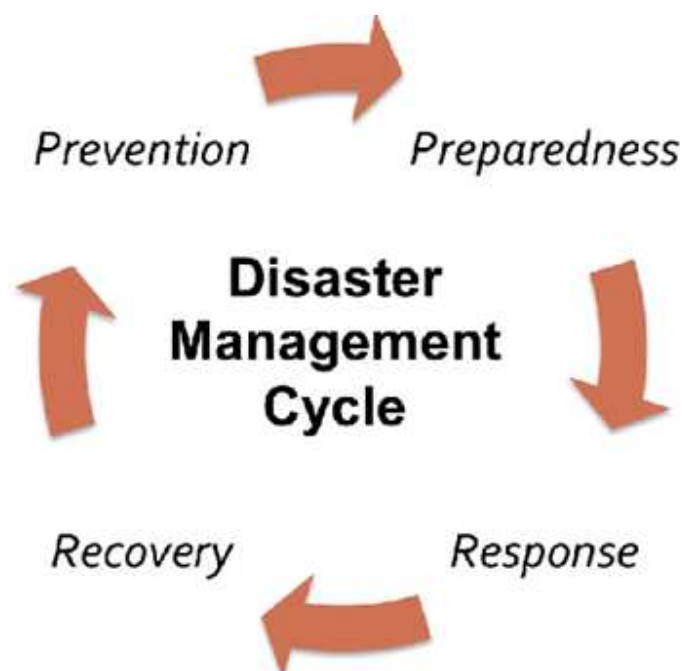 Prevention
Preparedness
Disaster
Management
Cycle
Recovery
Response